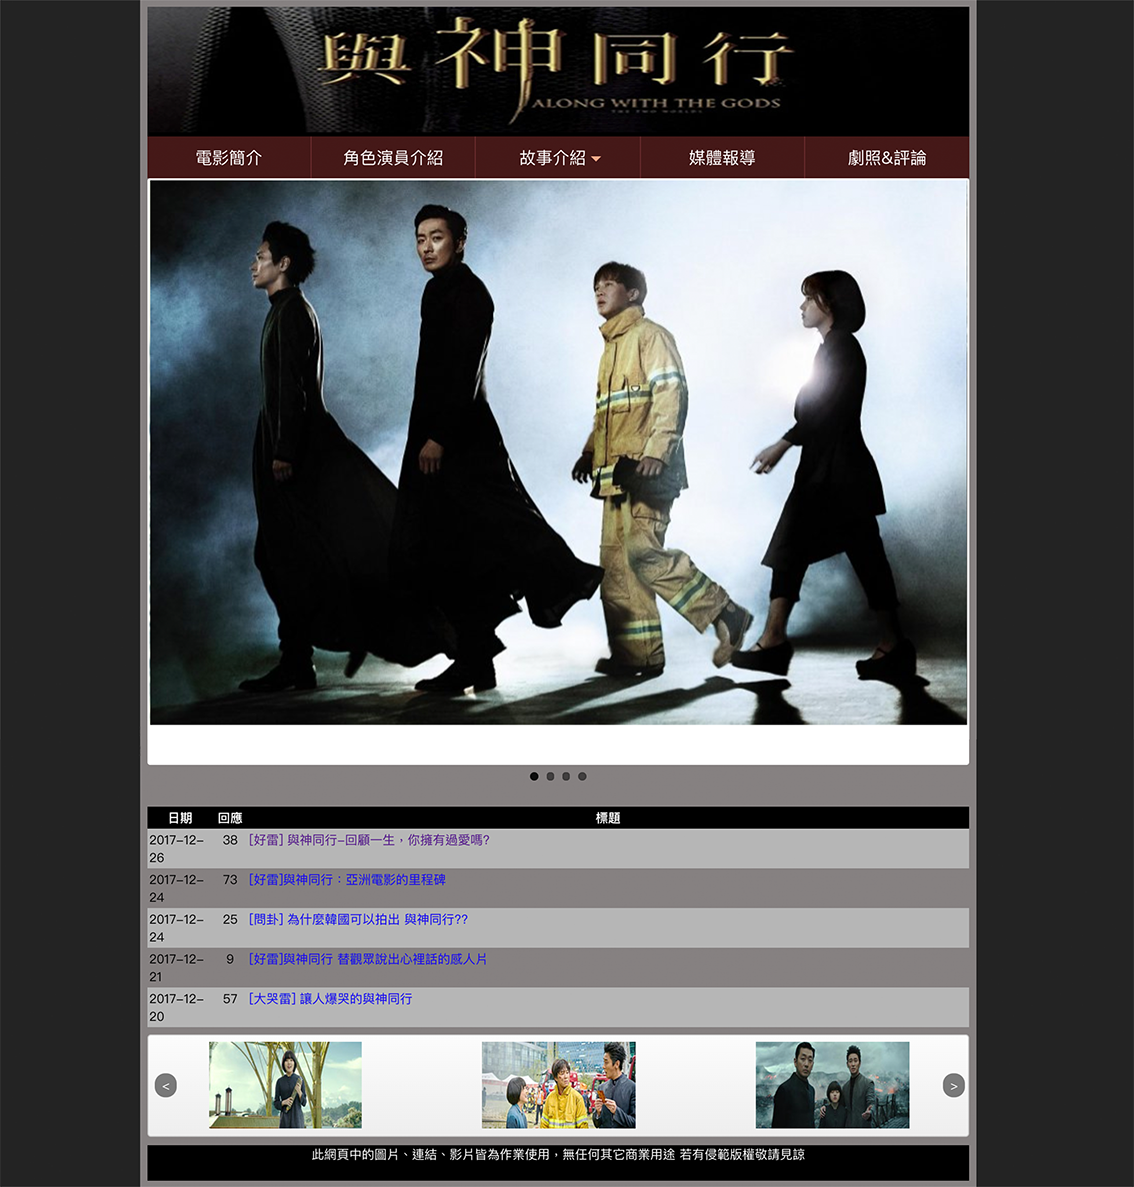 與神同行
ALONG WITH THE GODS
THE TWO WORLDS
電影簡介 角色演員介紹 故事介紹 媒體報導 劇照&評論
日期 回應 標題
2017-12-26 38 [好雷] 與神同行-回顧一生，你擁有過愛嗎?
2017-12-24 73 [好雷]與神同行：亞洲電影的里程碑
2017-12-24 25 [問卦] 為什麼韓國可以拍出 與神同行??
2017-12-21 9 [好雷]與神同行 替觀眾說出心裡話的感人片
2017-12-20 57 [大哭雷] 讓人爆哭的與神同行
< >
此網頁中的圖片、連結、影片皆為作業使用，無任何其它商業用途 若有侵範版權敬請見諒